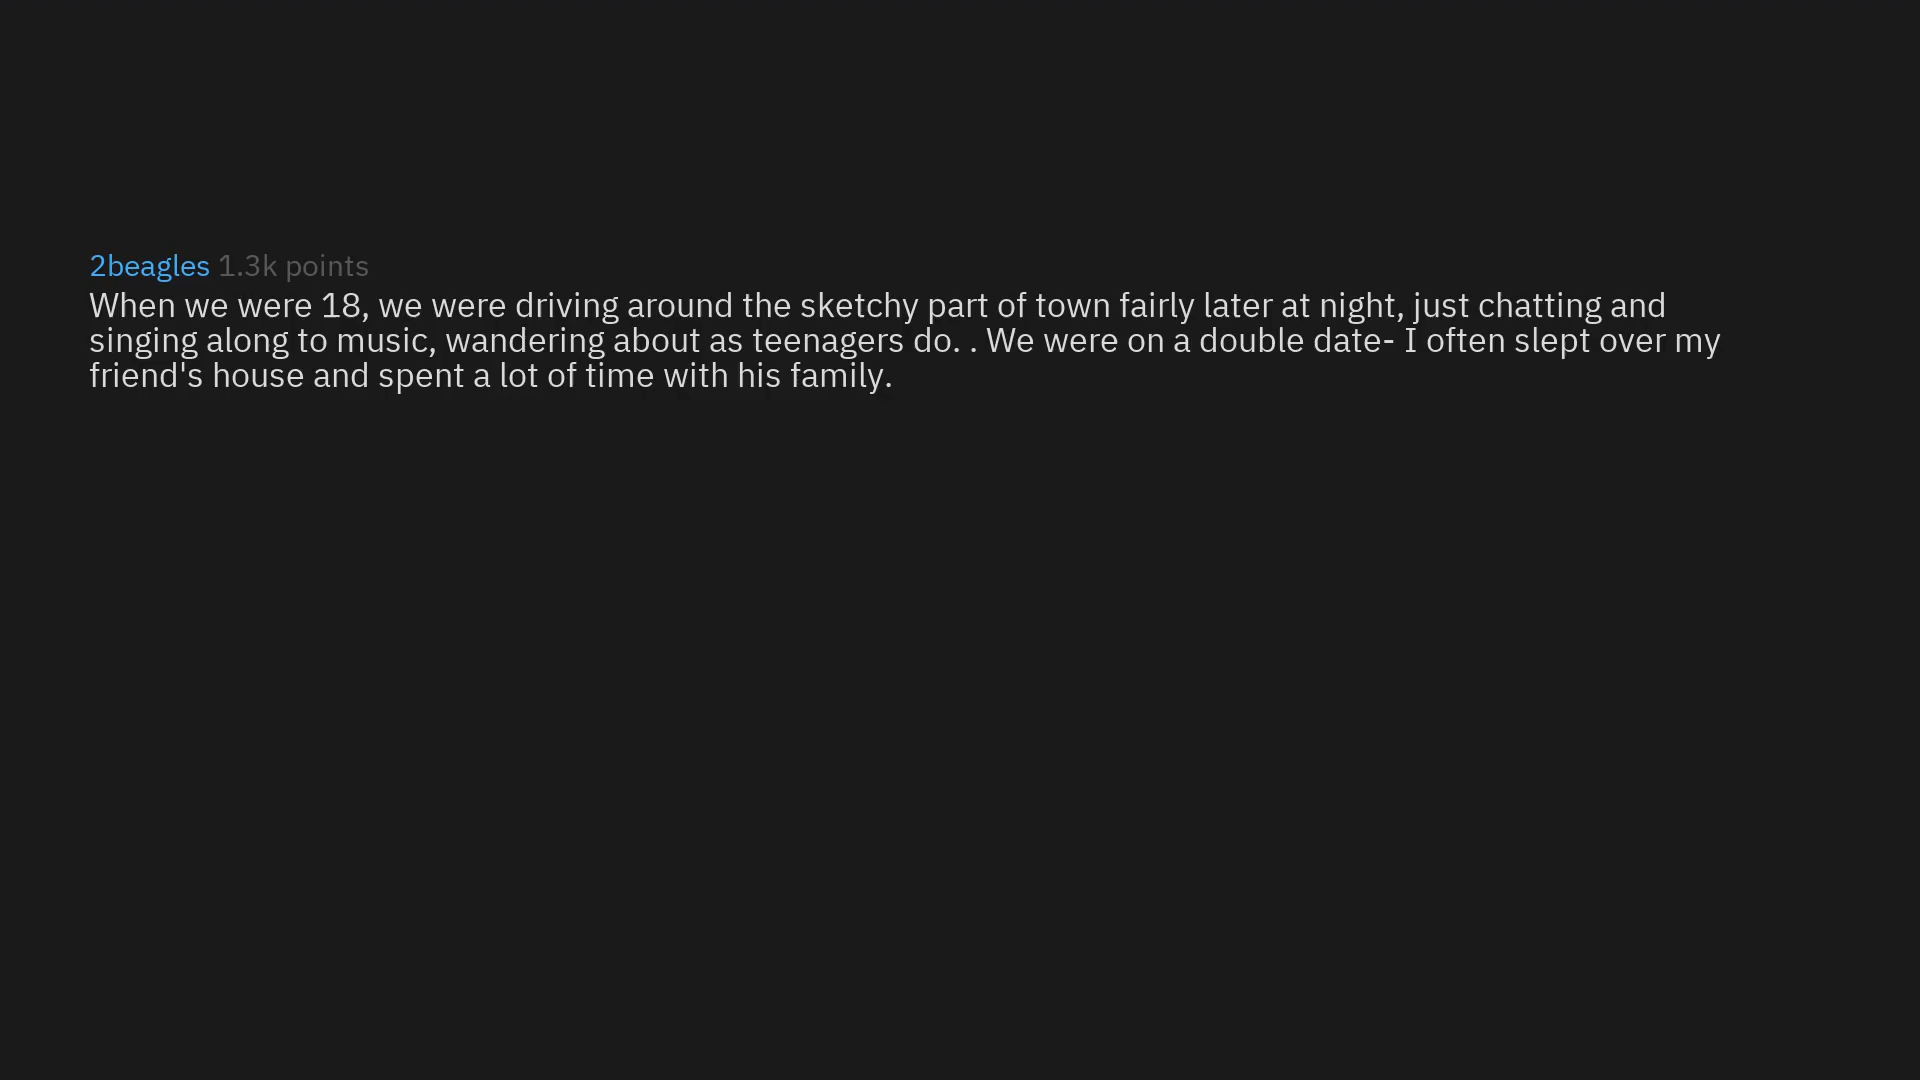 2beagles 1.3k points
When we were 18, we were driving around the sketchy part of town fairly later at night, just chatting and
singing along to music, wandering about as teenagers do. . We were on a double date- I often slept over my
friend's house and spent a lot of time with his family.